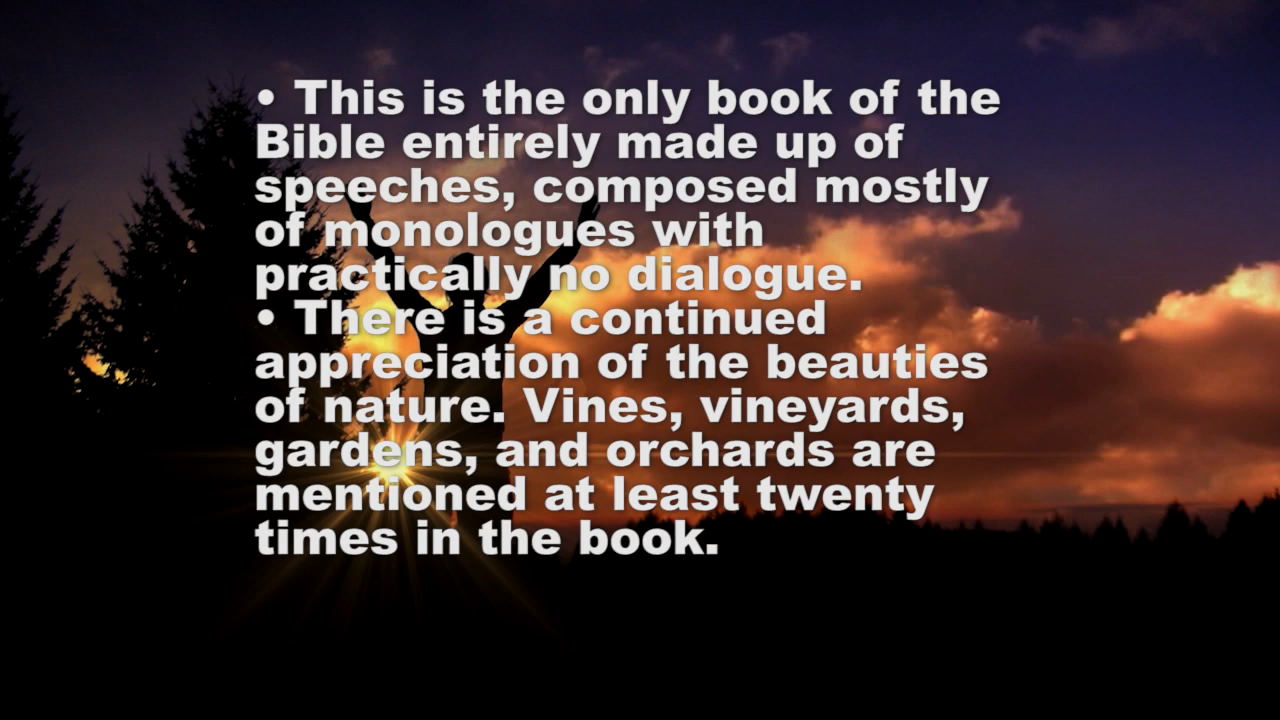 • This is the only book of the
Bible entirely made up of
speeches, composed mostly
of monologues with
practically no dialogue.
• There is a continued
appreciation of the beauties
of nature. Vines, vineyards,
gardens, and orchards are
mentioned at least twenty
times in the book.